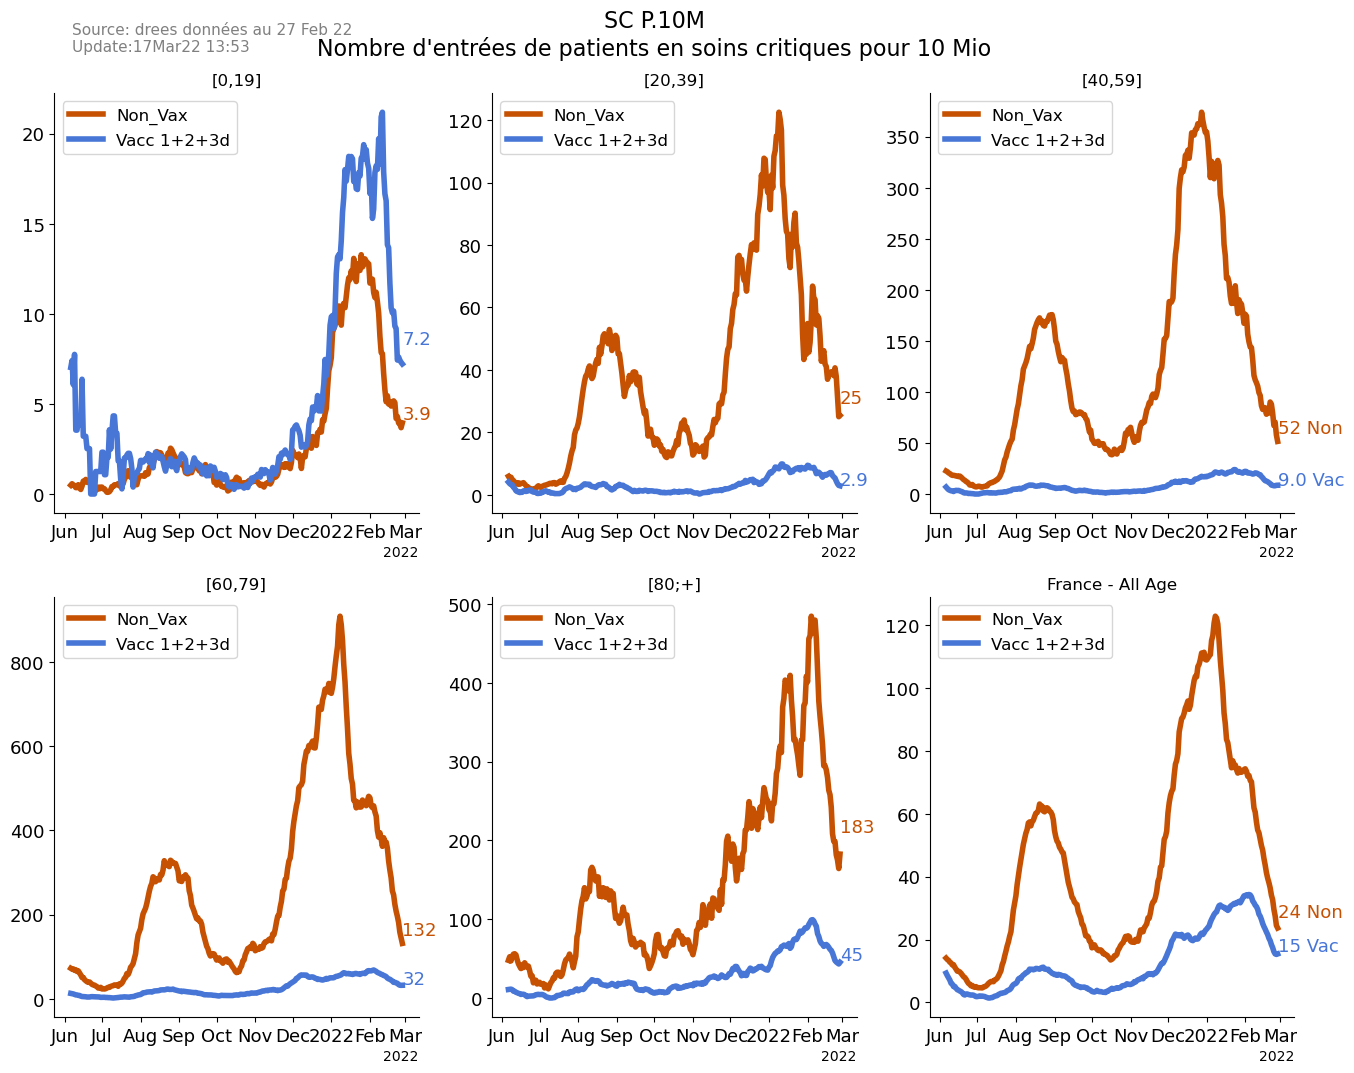 Source: drees données au 27 Feb 22
Update:17Mar22 13:53
SC P.10M
Nombre d'entrées de patients en soins critiques pour 10 Mio
[0,19]
Non_Vax
Vacc 1+2+3d
20
15
10
5
0
7.2
3.9
Jun Jul Aug Sep Oct Nov Dec 2022 Feb Mar
2022
[20,39]
Non_Vax
Vacc 1+2+3d
120
100
80
60
40
20
0
25
2.9
Jun Jul Aug Sep Oct Nov Dec 2022 Feb Mar
2022
[40,59]
Non_Vax
Vacc 1+2+3d
350
300
250
200
150
100
50
0
52 Non
9.0 Vac
Jun Jul Aug Sep Oct Nov Dec 2022 Feb Mar
2022
[60,79]
Non_Vax
Vacc 1+2+3d
800
600
400
200
0
132
32
Jun Jul Aug Sep Oct Nov Dec 2022 Feb Mar
2022
[80;+]
Non_Vax
Vacc 1+2+3d
500
400
300
200
100
0
183
45
Jun Jul Aug Sep Oct Nov Dec 2022 Feb Mar
2022
France - All Age
Non_Vax
Vacc 1+2+3d
120
100
80
60
40
20
0
24 Non
15 Vac
Jun Jul Aug Sep Oct Nov Dec 2022 Feb Mar
2022